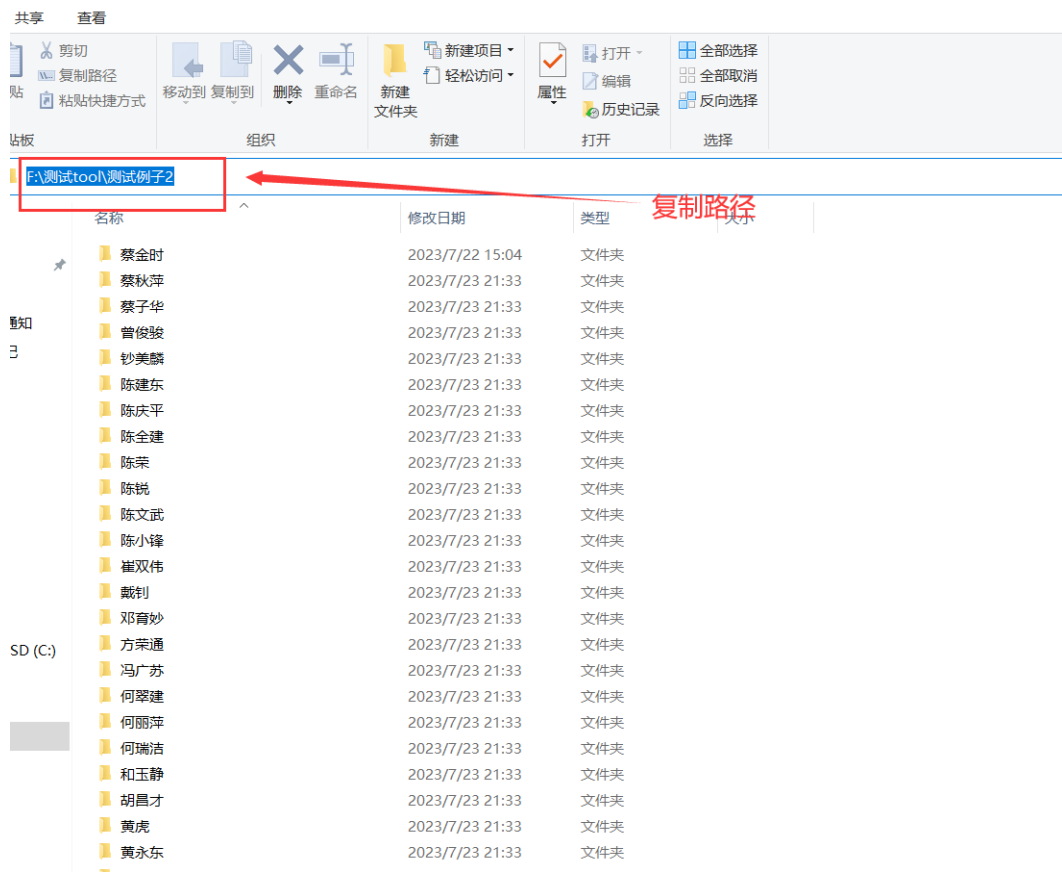 共享 查看
剪切
复制路径
粘贴快捷方式
贴
移动到 复制到 删除 重命名
新建
文件夹
新建项目
轻松访问
属性
打开
编辑
历史记录
全部选择
全部取消
反向选择
贴板 组织 新建 打开 选择
F:\测试tool\测试例子2
复制路径
名称 修改日期 类型 大小
蔡金时 2023/7/22 15:04 文件夹
蔡秋萍 2023/7/23 21:33 文件夹
蔡子华 2023/7/23 21:33 文件夹
通知
曾俊骏 2023/7/23 21:33 文件夹
钞美麟 2023/7/23 21:33 文件夹
陈建东 2023/7/23 21:33 文件夹
陈庆平 2023/7/23 21:33 文件夹
陈全建 2023/7/23 21:33 文件夹
陈荣 2023/7/23 21:33 文件夹
陈锐 2023/7/23 21:33 文件夹
陈文武 2023/7/23 21:33 文件夹
陈小锋 2023/7/23 21:33 文件夹
崔双伟 2023/7/23 21:33 文件夹
戴钊 2023/7/23 21:33 文件夹
邓育妙 2023/7/23 21:33 文件夹
方荣通 2023/7/23 21:33 文件夹
SD (C:)
冯广苏 2023/7/23 21:33 文件夹
何翠建 2023/7/23 21:33 文件夹
何丽萍 2023/7/23 21:33 文件夹
何瑞洁 2023/7/23 21:33 文件夹
和玉静 2023/7/23 21:33 文件夹
胡昌才 2023/7/23 21:33 文件夹
黄虎 2023/7/23 21:33 文件夹
黄永东 2023/7/23 21:33 文件夹